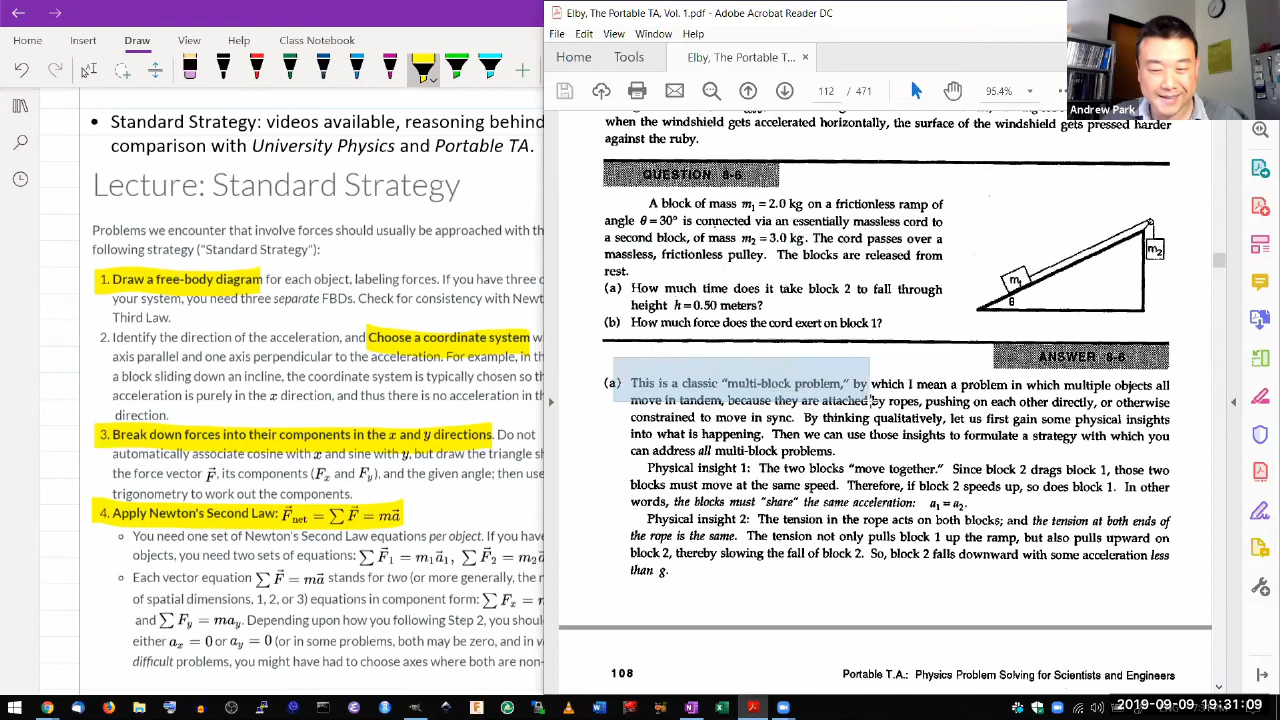 Home
Insert
Draw
View
Help
Class Notebook
• Standard Strategy: videos available, reasoning behind
comparison with University Physics and Portable TA.
Lecture: Standard Strategy
Problems we encounter that involve forces should usually be approached with the
following strategy ("Standard Strategy"):
1. Draw a free-body diagram for each object, labeling forces. If you have three o
your system, you need three separate FBDs. Check for consistency with Newt
Third Law.
2. Identify the direction of the acceleration, and Choose a coordinate system w
axis parallel and one axis perpendicular to the acceleration. For example, in th
a block sliding down an incline, the coordinate system is typically chosen so th
acceleration is purely in the x direction, and thus there is no acceleration in th
direction.
3. Break down forces into their components in the x and y directions. Do not
automatically associate cosine with x and sine with y, but draw the triangle sh
the force vector F⃗, its components (Fx and Fy), and the given angle; then use
trigonometry to work out the components.
4. Apply Newton's Second Law: F⃗net = ∑ F⃗ = ma⃗
◦ You need one set of Newton's Second Law equations per object. For
objects, you need two sets of equations: ∑ F⃗1 = m1a⃗1, ∑ F⃗2 = m2a⃗
◦ Each vector equation ∑ F⃗ = ma⃗ stands for two (or more generally, the n
of spatial dimensions, 1, 2, or 3) equations in component form: ∑ Fx = m
and ∑ Fy = may. Depending upon how you following Step 2, you shou
either ax = 0 or ay = 0 (or in some problems, both may be zero, and in v
difficult problems, you might have had to choose axes where both are non-
Elby, The Portable TA, Vol. 1.pdf - Adobe Acrobat Reader DC
File Edit View Window Help
Home
Tools
Elby, The Portable T... ×
112 / 471
95.4%
Andrew Park
when the windshield gets accelerated horizontally, the surface of the windshield gets pressed harder
against the ruby.
QUESTION 8-6
A block of mass m1 = 2.0 kg on a frictionless ramp of
angle θ = 30° is connected via an essentially massless cord to
a second block, of mass m2 = 3.0 kg. The cord passes over a
massless, frictionless pulley. The blocks are released from
rest.
(a) How much time does it take block 2 to fall through
height h = 0.50 meters?
(b) How much force does the cord exert on block 1?
m1
θ
m2
ANSWER 8-6
(a) This is a classic "multi-block problem," by which I mean a problem in which multiple objects all
move in tandem, because they are attached by ropes, pushing on each other directly, or otherwise
constrained to move in sync. By thinking qualitatively, let us first gain some physical insights
into what is happening. Then we can use those insights to formulate a strategy with which you
can address all multi-block problems.
Physical insight 1: The two blocks "move together." Since block 2 drags block 1, those two
blocks must move at the same speed. Therefore, if block 2 speeds up, so does block 1. In other
words, the blocks must "share" the same acceleration: a1 = a2.
Physical insight 2: The tension in the rope acts on both blocks; and the tension at both ends of
the rope is the same. The tension not only pulls block 1 up the ramp, but also pulls upward on
block 2, thereby slowing the fall of block 2. So, block 2 falls downward with some acceleration less
than g.
108
Portable T.A.: Physics Problem Solving for Scientists and Engineers
2019-09-09 19:31:09